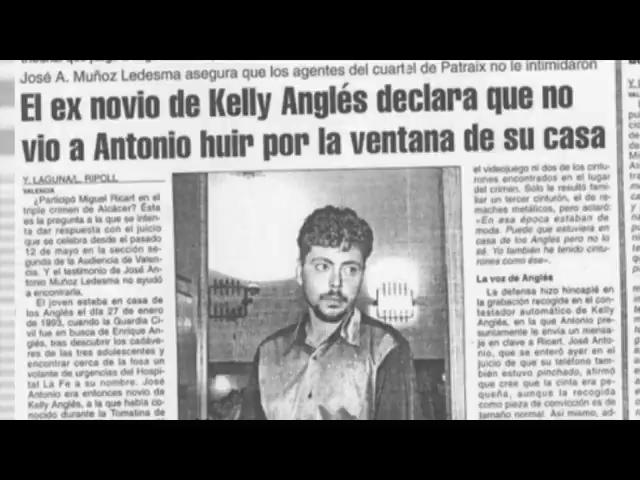 José A. Muñoz Ledesma asegura que los agentes del cuartel de Patraix no le intimidaron
El ex novio de Kelly Anglés declara que no
vio a Antonio huir por la ventana de su casa
Y. LAGUNA/L. RIPOLL
VALENCIA
¿Participó Miguel Ricart en el
triple crimen de Alcácer? Ésta
es la pregunta a la que se inten-
ta dar respuesta con el juicio
que se celebra desde el pasado
12 de mayo en la sección se-
gunda de la Audiencia de Valen-
cia. Y el testimonio de José An-
tonio Muñoz Ledesma no ayudó
a encontrarla.
El joven estaba en casa de
los Anglés el día 27 de enero
de 1993, cuando la Guardia Ci-
vil fue en busca de Enrique An-
glés, tras descubrir los cadáve-
res de las tres adolescentes y
encontrar cerca de la fosa un
volante de urgencias del Hospi-
tal La Fe a su nombre. José
Antonio era entonces novio de
Kelly Anglés, a la que había co-
nocido durante la Tomatina de
el videojuego ni dos de los cintu-
rones encontrados en el lugar
del crimen. Sólo le resultó fami-
liar un tercer cinturón, el de re-
maches metálicos, pero aclaró:
«En esa época estaban de
moda. Puede que estuviera en
casa de los Anglés pero no lo
sé. Yo también he tenido cintu-
rones como ése».
La voz de Anglés
La defensa hizo hincapié en
la grabación recogida en el con-
testador automático de Kelly
Anglés, en la que Antonio pre-
suntamente le envía un mensa-
je en clave a Ricart. José Anto-
nio, que se enteró ayer en el
juicio de que su teléfono tam-
bién estuvo pinchado, afirmó
que cree que la cinta era pe-
queña, aunque la recogida
como pieza de convicción es de
tamaño normal. Así mismo, ad-